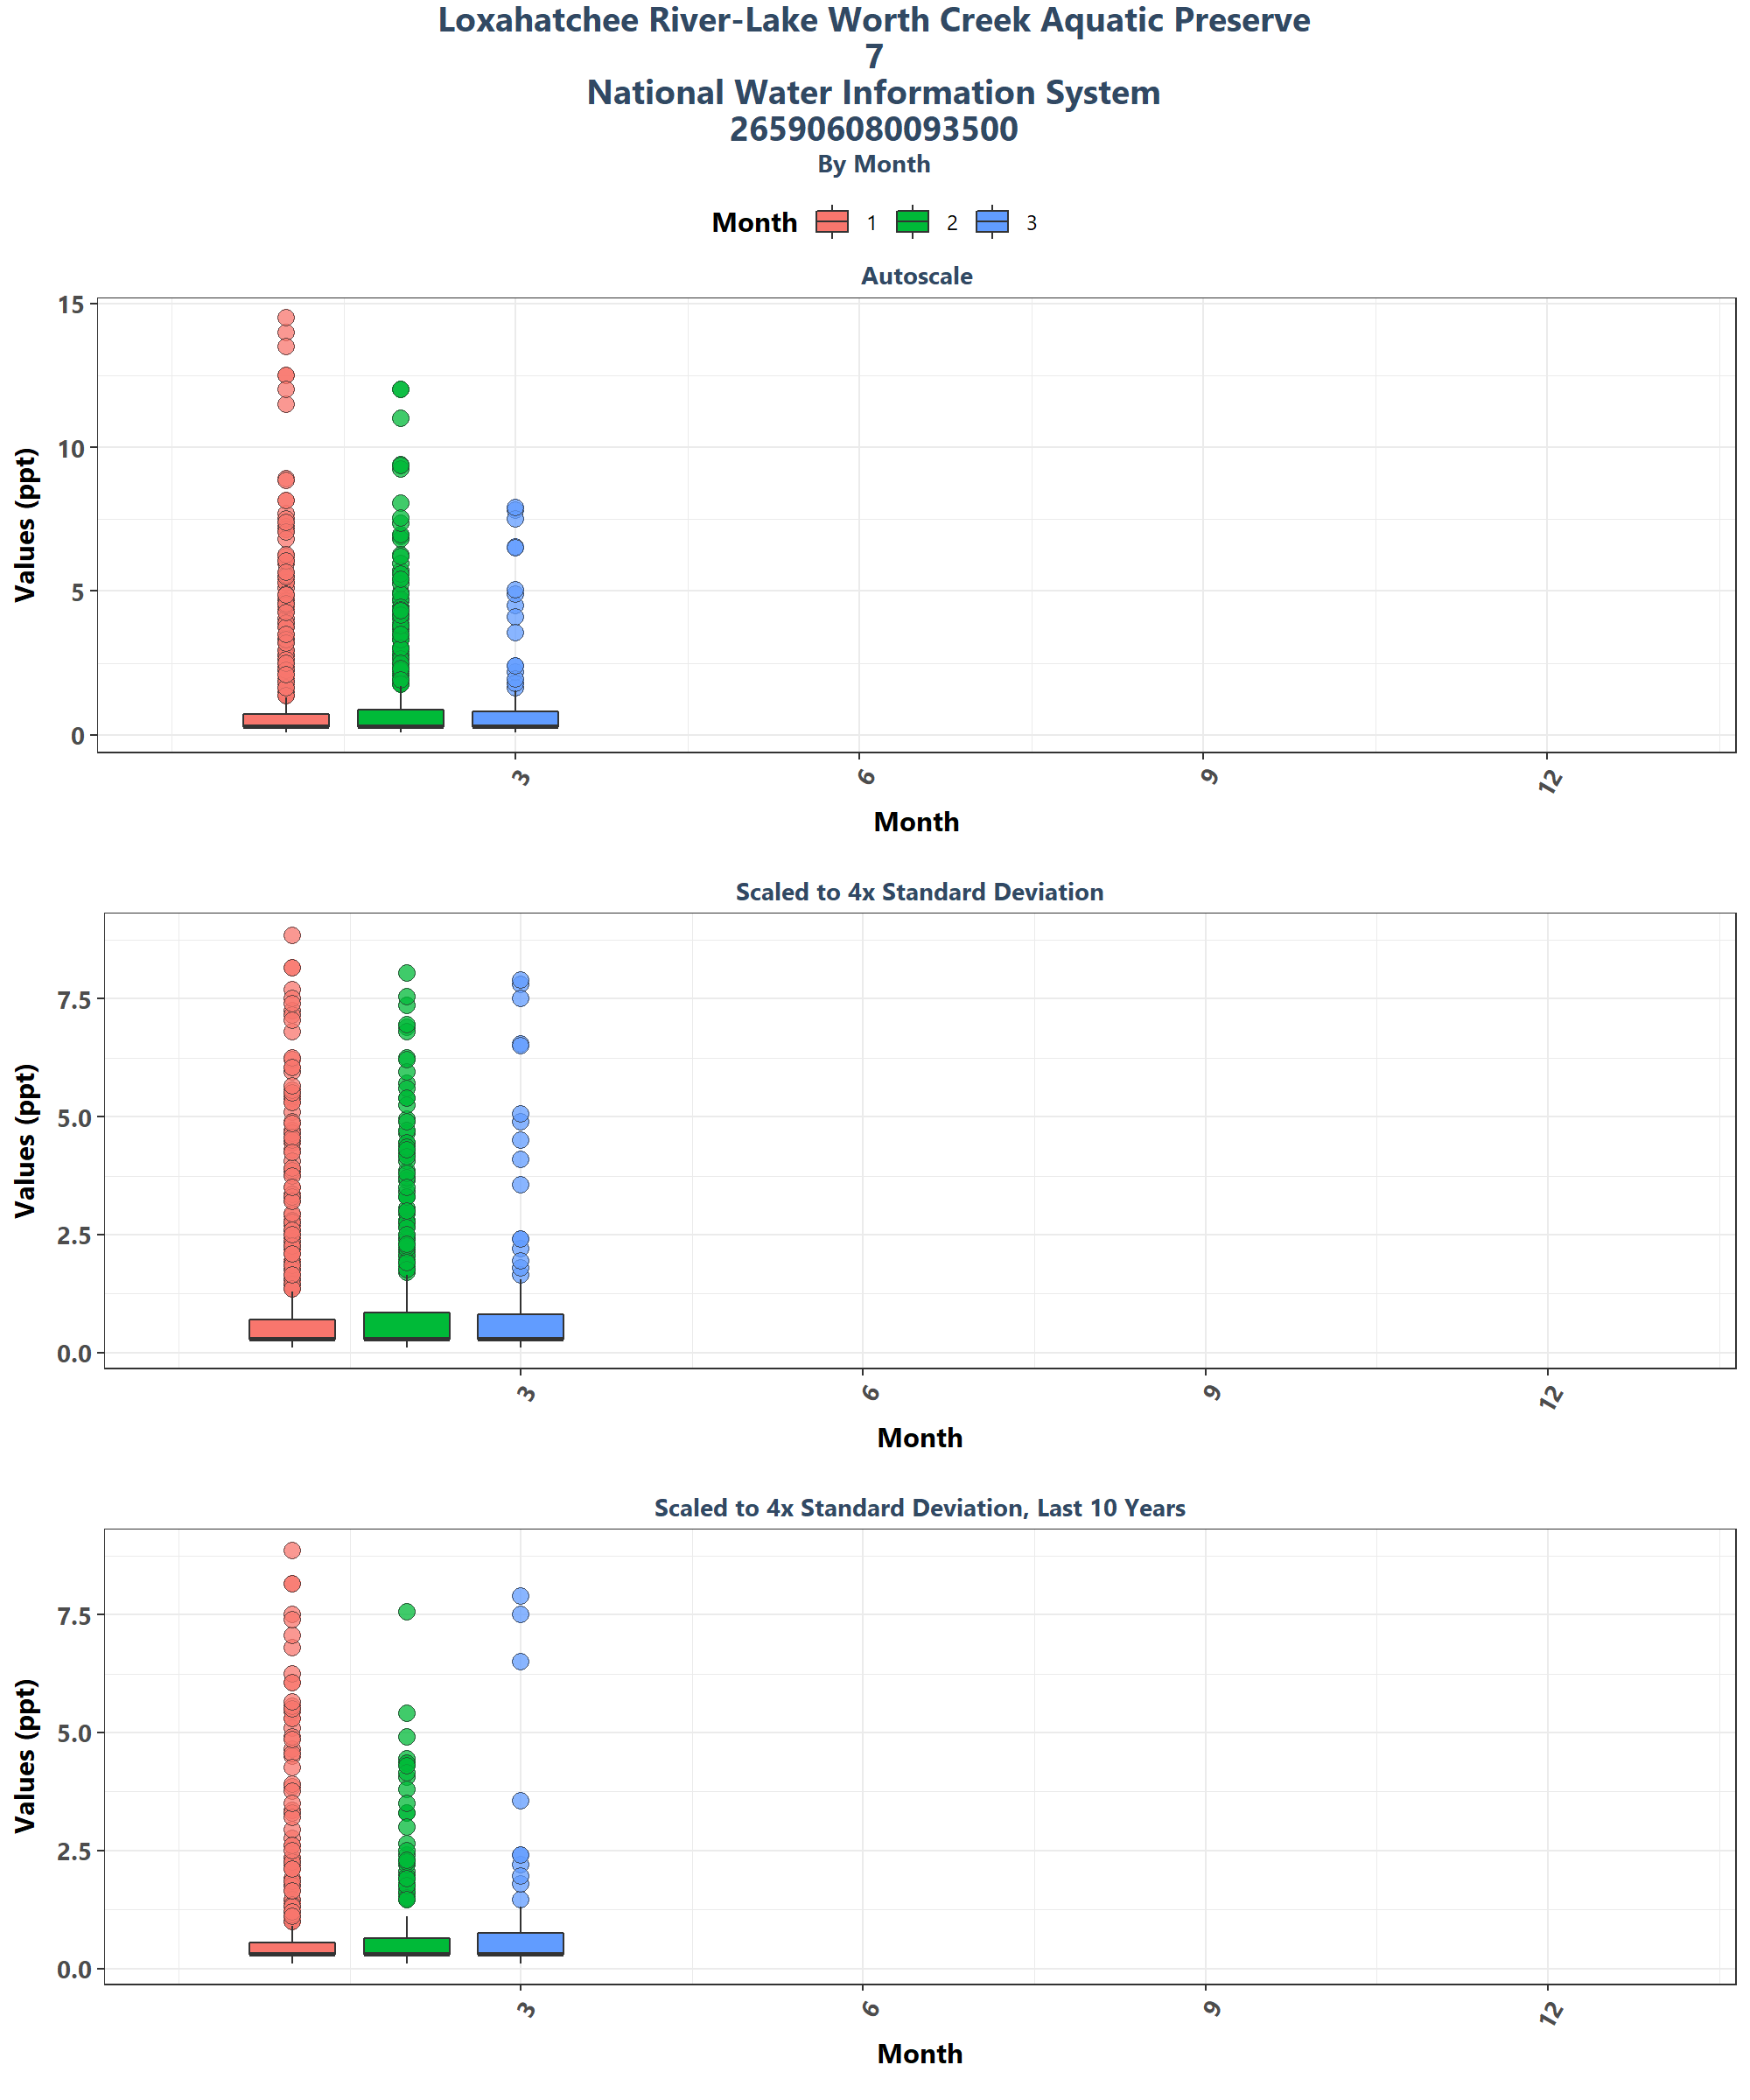 Loxahatchee River-Lake Worth Creek Aquatic Preserve
7
National Water Information System
265906080093500
By Month
Month 1 2 3
Autoscale
Values (ppt)
15
10
5
0
3 6 9 12
Month
Scaled to 4x Standard Deviation
Values (ppt)
7.5
5.0
2.5
0.0
3 6 9 12
Month
Scaled to 4x Standard Deviation, Last 10 Years
Values (ppt)
7.5
5.0
2.5
0.0
3 6 9 12
Month